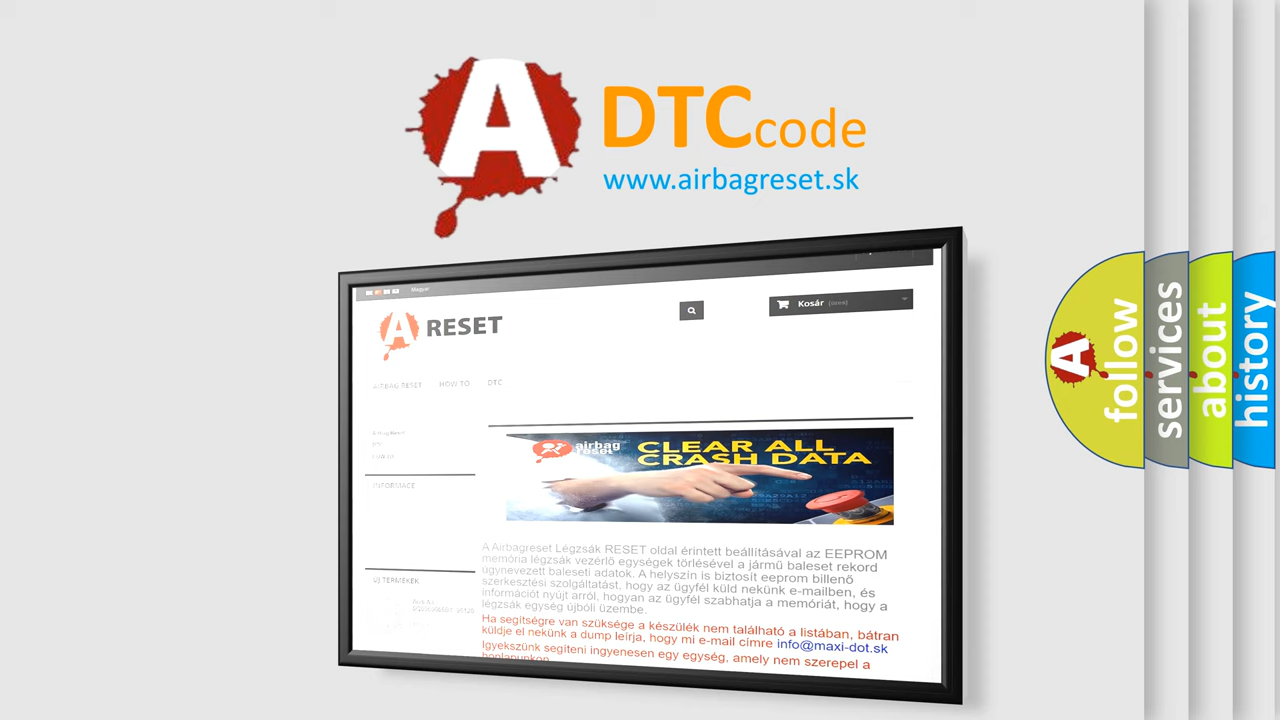 A
DTCcode
www.airbagreset.sk
Magyar
A RESET
Kosár (üres)
AIRBAG RESET HOW TO DTC
INFORMACE
airbag
reset
CLEAR ALL
CRASH DATA
A Airbagreset Légzsák RESET oldal érintett beállításával az EEPROM
memória légzsák vezérlő egységek törlésével a jármű baleset rekord
úgynevezett baleseti adatok. A helyszín is biztosít eeprom billenő
szerkesztési szolgáltatást, hogy az ügyfél küld nekünk e-mailben, és
információt nyújt arról, hogyan az ügyfél szabhatja a memóriát, hogy a
légzsák egység újbóli üzembe.
Ha segítségre van szüksége a készülék nem található a listában, bátran
küldje el nekünk a dump leírja, hogy mi e-mail címre info@maxi-dot.sk
Igyekszünk segíteni ingyenesen egy egység, amely nem szerepel a
honlapunkon
ÚJ TERMÉKEK
A
follow
services
about
history